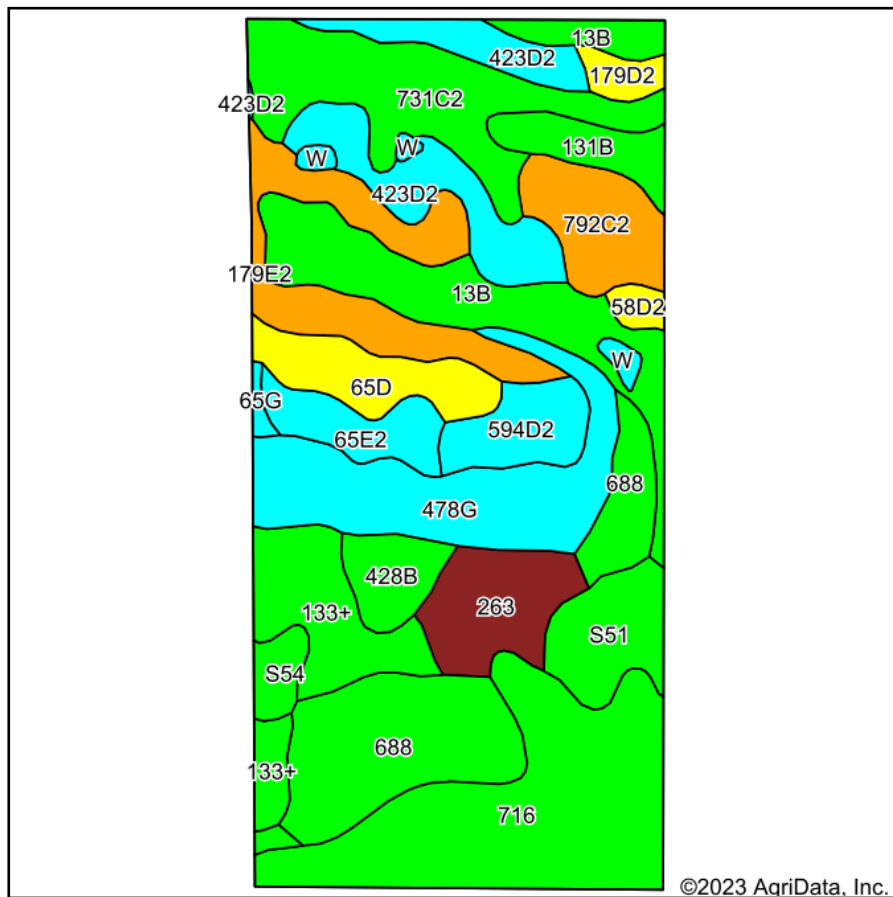 13B
423D2
179D2
731C2
423D2
131B
W
W
423D2
792C2
179E2
13B
58D2
W
65D
65G
594D2
65E2
688
478G
428B
263
133+
S51
S54
688
133+
716
©2023 AgriData, Inc.